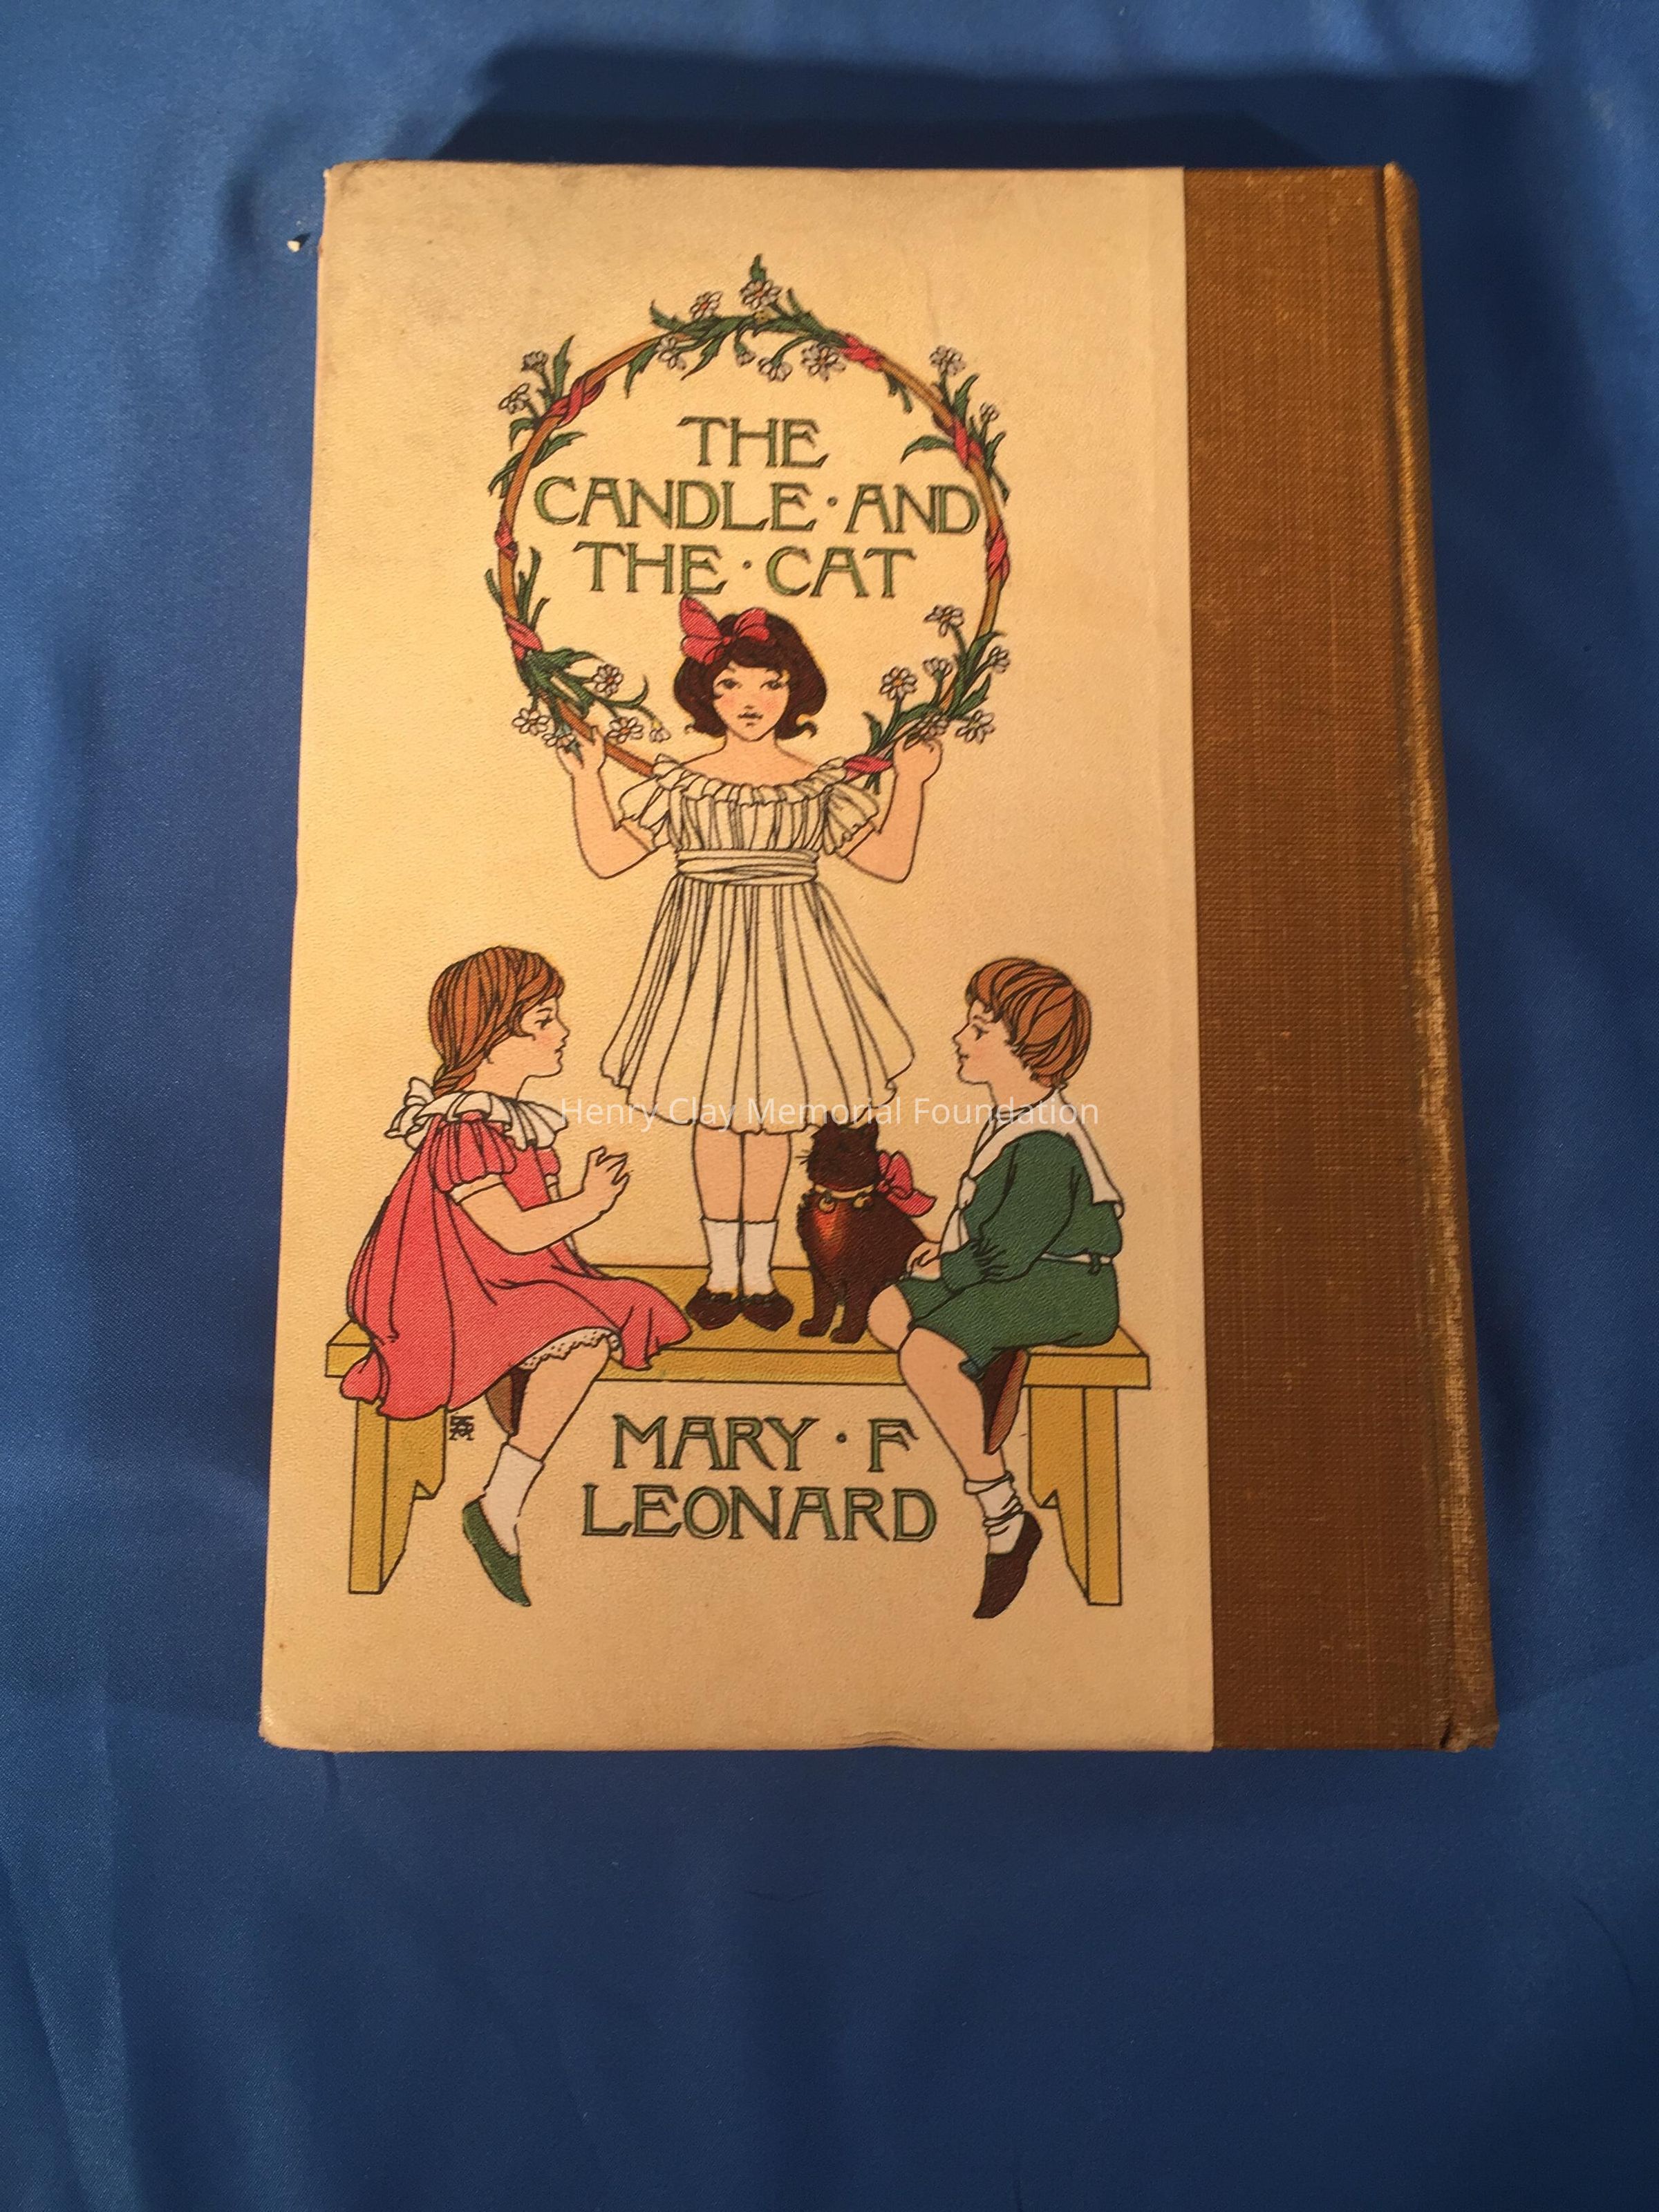 THE
CANDLE · AND
THE · CAT
Henry Clay Memorial Foundation
MARY · F
LEONARD